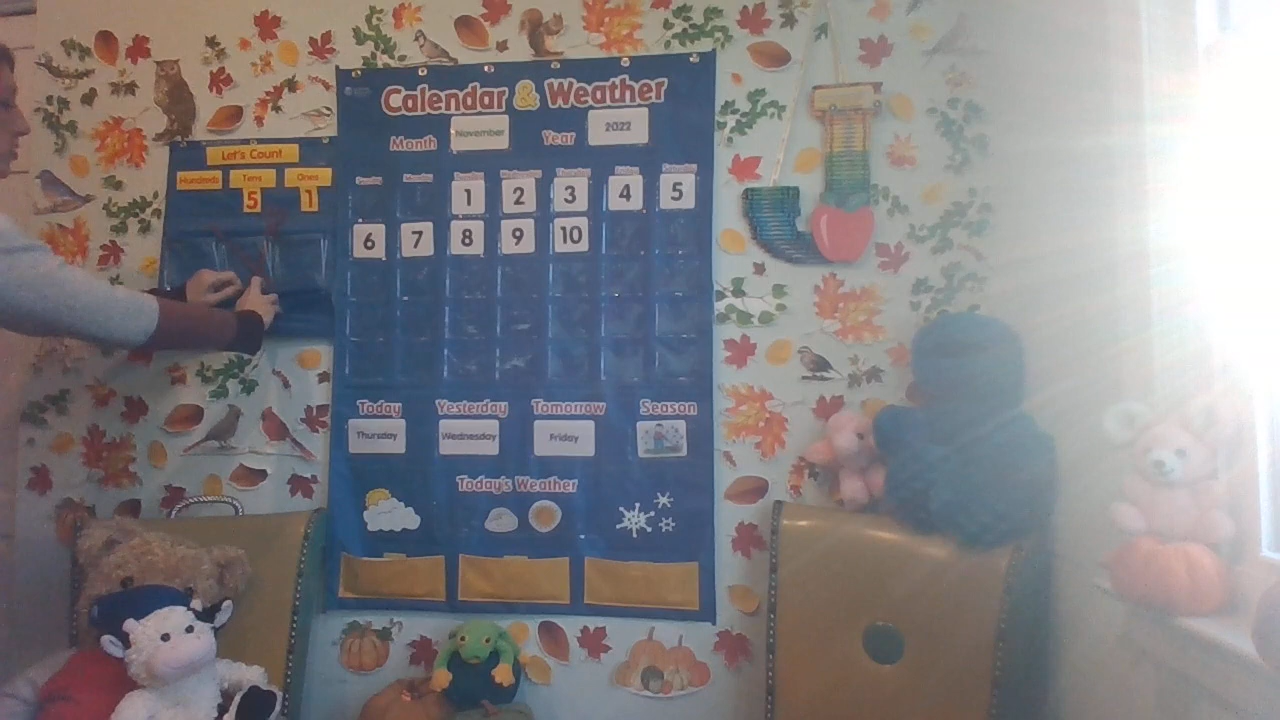 Calendar & Weather
Month November Year 2022
Let's Count
Hundreds Tens Ones
5 1
1 2 3 4 5
6 7 8 9 10
Today Yesterday Tomorrow Season
Thursday Wednesday Friday
Today's Weather
J